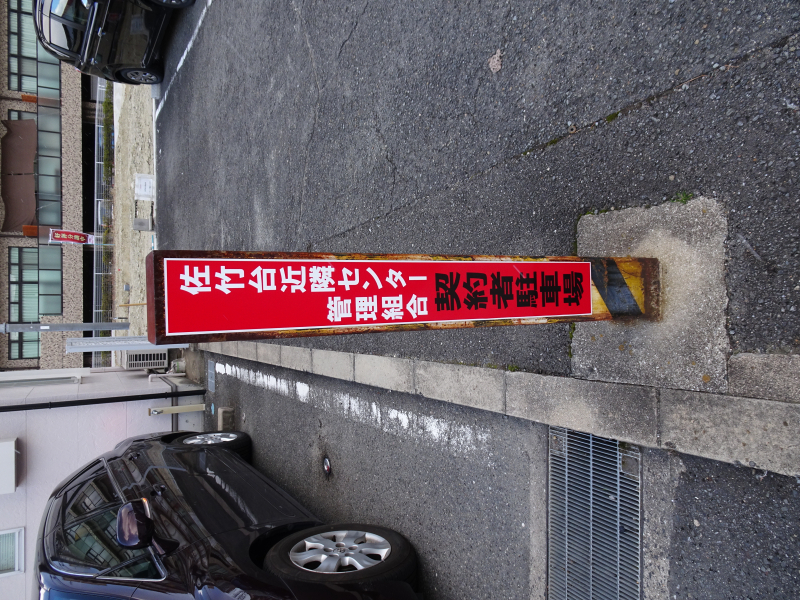 佐竹台近隣センター
管理組合
契約者駐車場